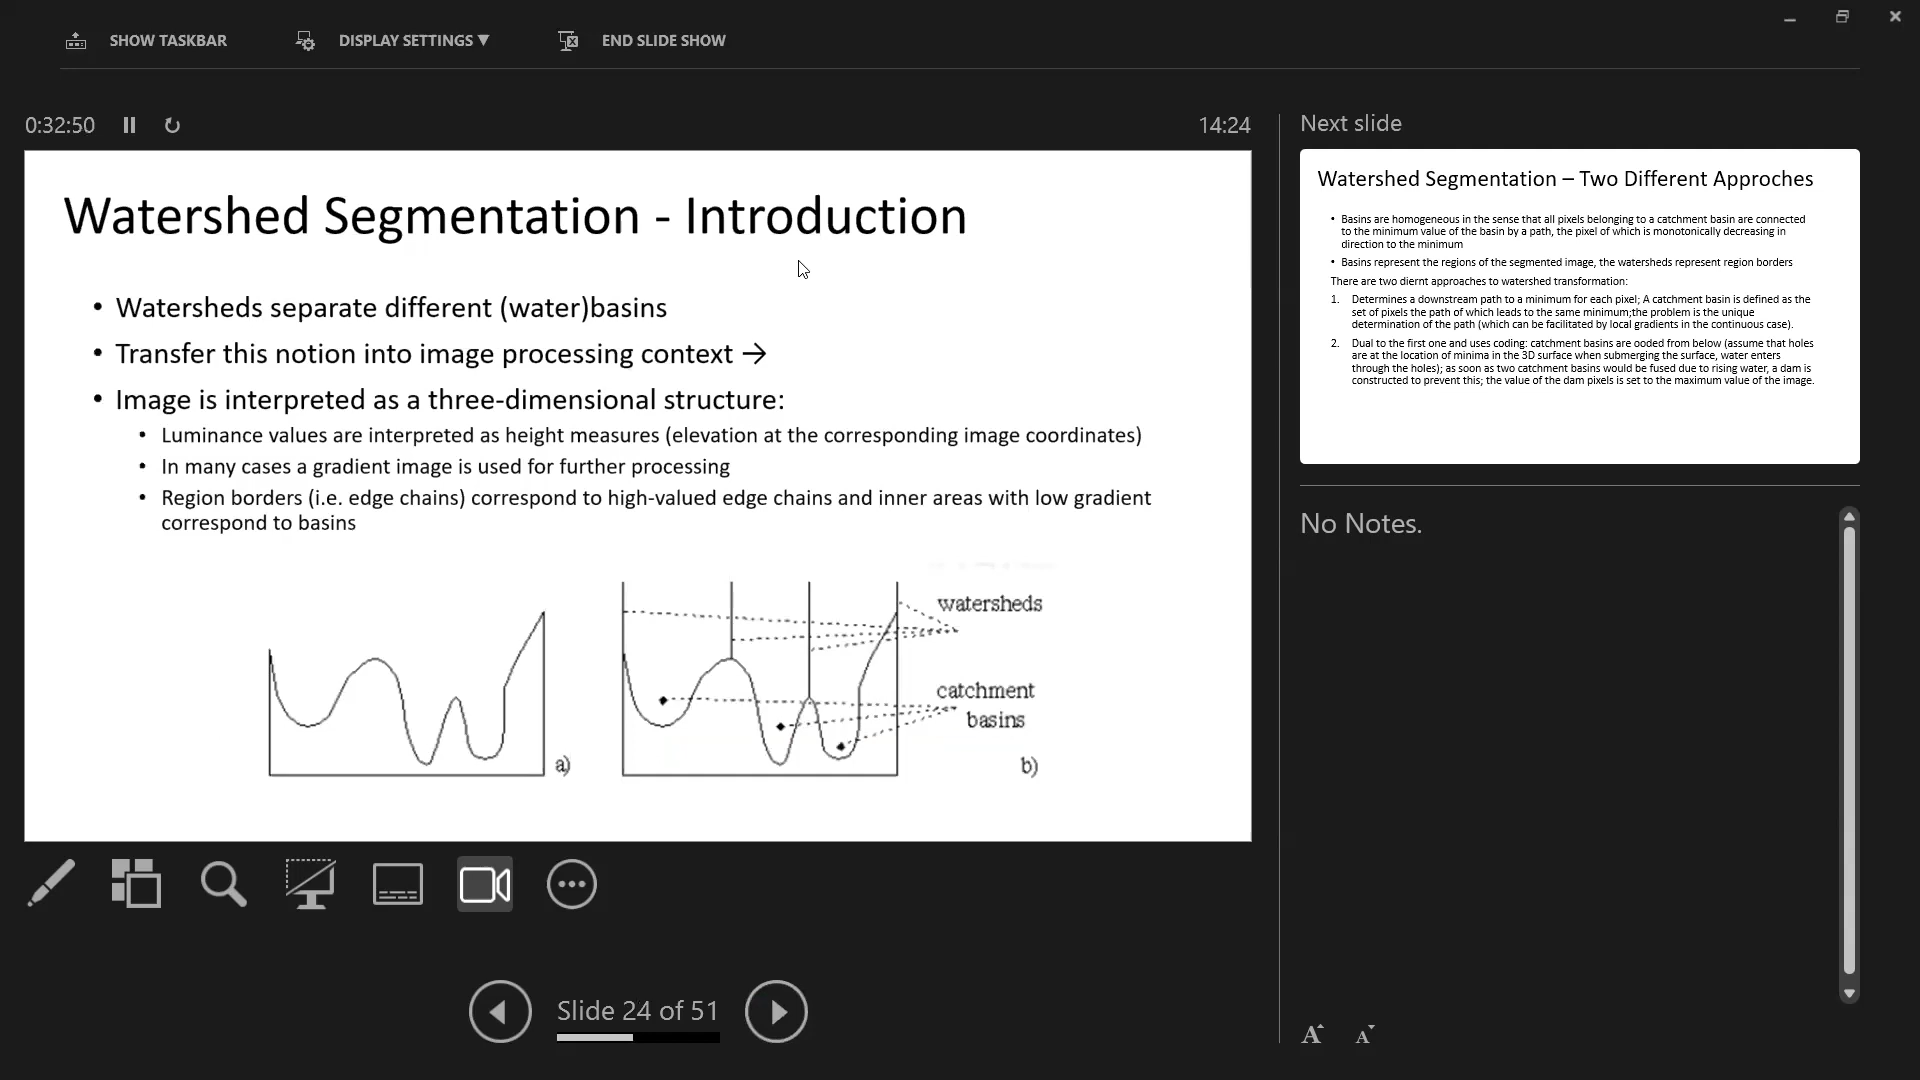 SHOW TASKBAR
DISPLAY SETTINGS ▼
END SLIDE SHOW
0:32:50
14:24
Watershed Segmentation - Introduction
• Watersheds separate different (water)basins
• Transfer this notion into image processing context →
• Image is interpreted as a three-dimensional structure:
• Luminance values are interpreted as height measures (elevation at the corresponding image coordinates)
• In many cases a gradient image is used for further processing
• Region borders (i.e. edge chains) correspond to high-valued edge chains and inner areas with low gradient
correspond to basins
a)
watersheds
catchment
basins
b)
Slide 24 of 51
Next slide
Watershed Segmentation – Two Different Approches
• Basins are homogeneous in the sense that all pixels belonging to a catchment basin are connected
to the minimum value of the basin by a path, the pixel of which is monotonically decreasing in
direction to the minimum
• Basins represent the regions of the segmented image, the watersheds represent region borders
There are two diernt approaches to watershed transformation:
1. Determines a downstream path to a minimum for each pixel; A catchment basin is defined as the
set of pixels the path of which leads to the same minimum;the problem is the unique
determination of the path (which can be facilitated by local gradients in the continuous case).
2. Dual to the first one and uses coding: catchment basins are ooded from below (assume that holes
are at the location of minima in the 3D surface when submerging the surface, water enters
through the holes); as soon as two catchment basins would be fused due to rising water, a dam is
constructed to prevent this; the value of the dam pixels is set to the maximum value of the image.
No Notes.
A A